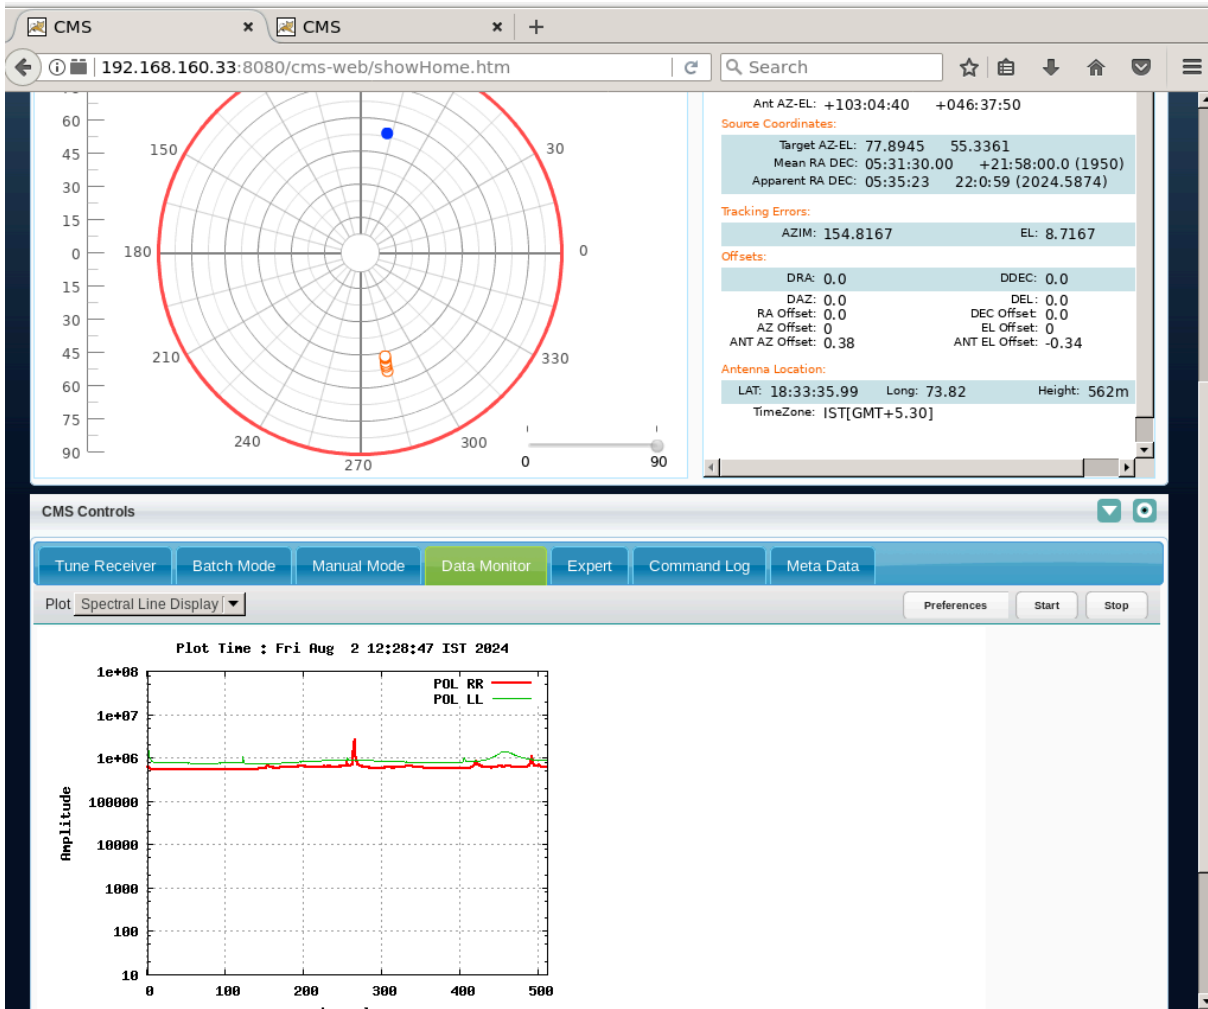 CMS
CMS
192.168.160.33:8080/cms-web/showHome.htm
Search
60
45
30
15
0
15
30
45
60
75
90
150
30
180
0
210
330
240
300
270
0
90
Ant AZ-EL: +103:04:40 +046:37:50
Source Coordinates:
Target AZ-EL: 77.8945 55.3361
Mean RA DEC: 05:31:30.00 +21:58:00.0 (1950)
Apparent RA DEC: 05:35:23 22:0:59 (2024.5874)
Tracking Errors:
AZIM: 154.8167 EL: 8.7167
Offsets:
DRA: 0.0 DDEC: 0.0
DAZ: 0.0 DEL: 0.0
RA Offset: 0.0 DEC Offset: 0.0
AZ Offset: 0 EL Offset: 0
ANT AZ Offset: 0.38 ANT EL Offset: -0.34
Antenna Location:
LAT: 18:33:35.99 Long: 73.82 Height: 562m
TimeZone: IST[GMT+5.30]
CMS Controls
Tune Receiver Batch Mode Manual Mode Data Monitor Expert Command Log Meta Data
Plot Spectral Line Display Preferences Start Stop
Plot Time : Fri Aug 2 12:28:47 IST 2024
POL RR
POL LL
1e+08
1e+07
1e+06
100000
10000
1000
100
10
Amplitude
0 100 200 300 400 500